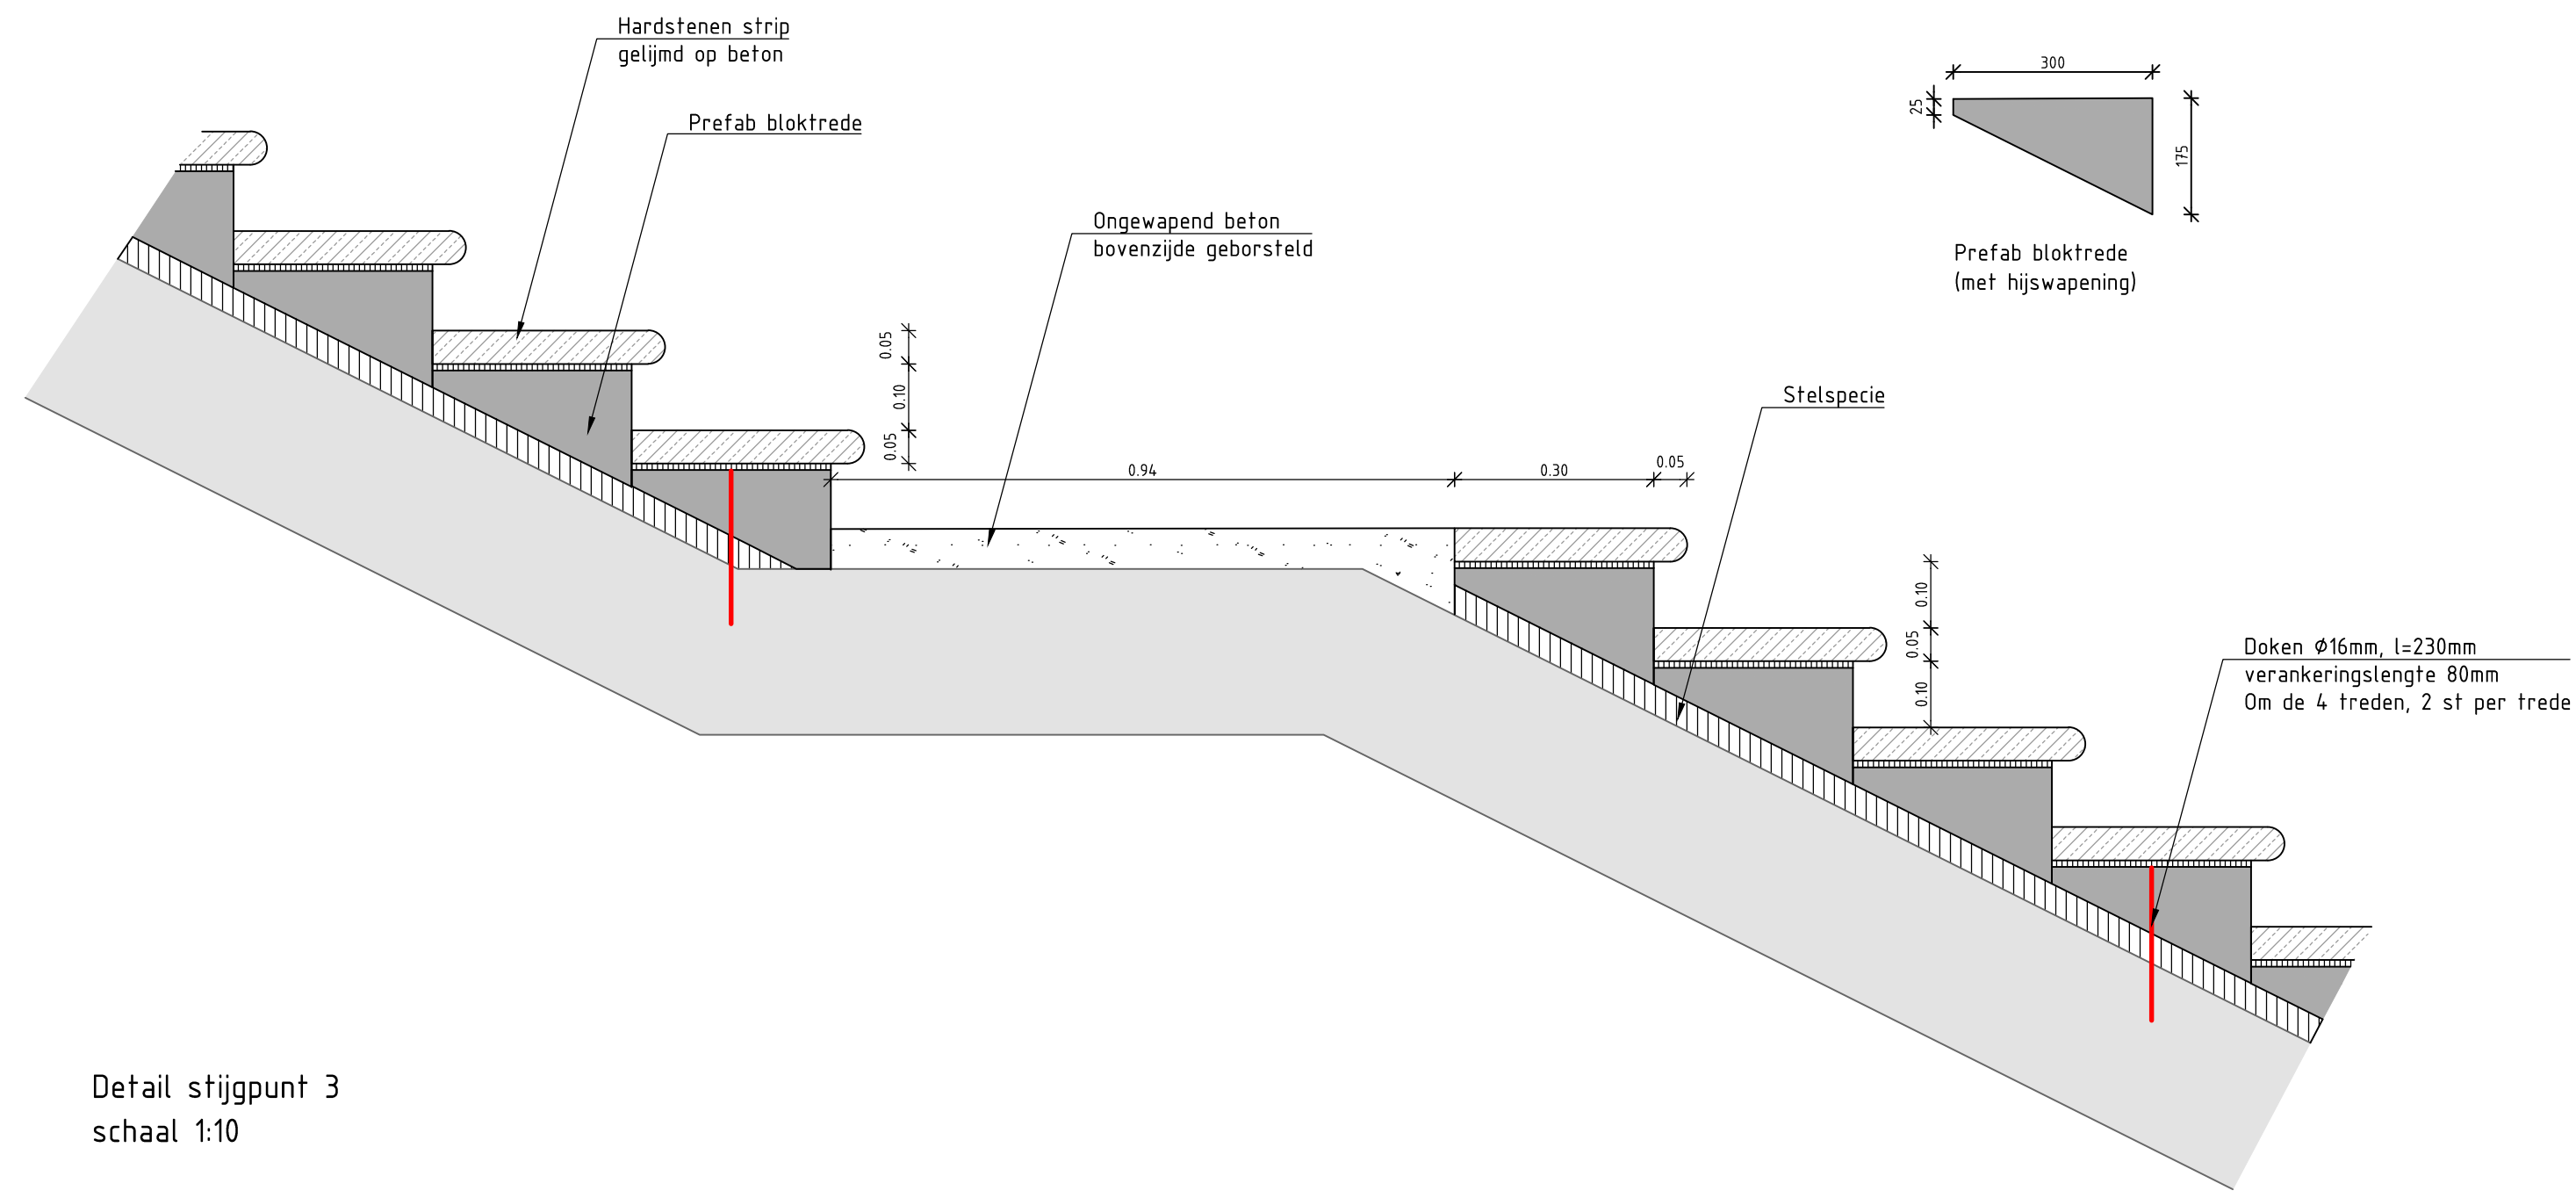 Hardstenen strip
gelijmd op beton
Prefab bloktrede
Ongewapend beton
bovenzijde geborsteld
300
25
175
Prefab bloktrede
(met hijswapening)
0.05
0.10
0.05
0.94
0.30
0.05
Stelspecie
0.10
0.05
0.10
Doken Ø16mm, l=230mm
verankeringslengte 80mm
Om de 4 treden, 2 st per trede
Detail stijgpunt 3
schaal 1:10